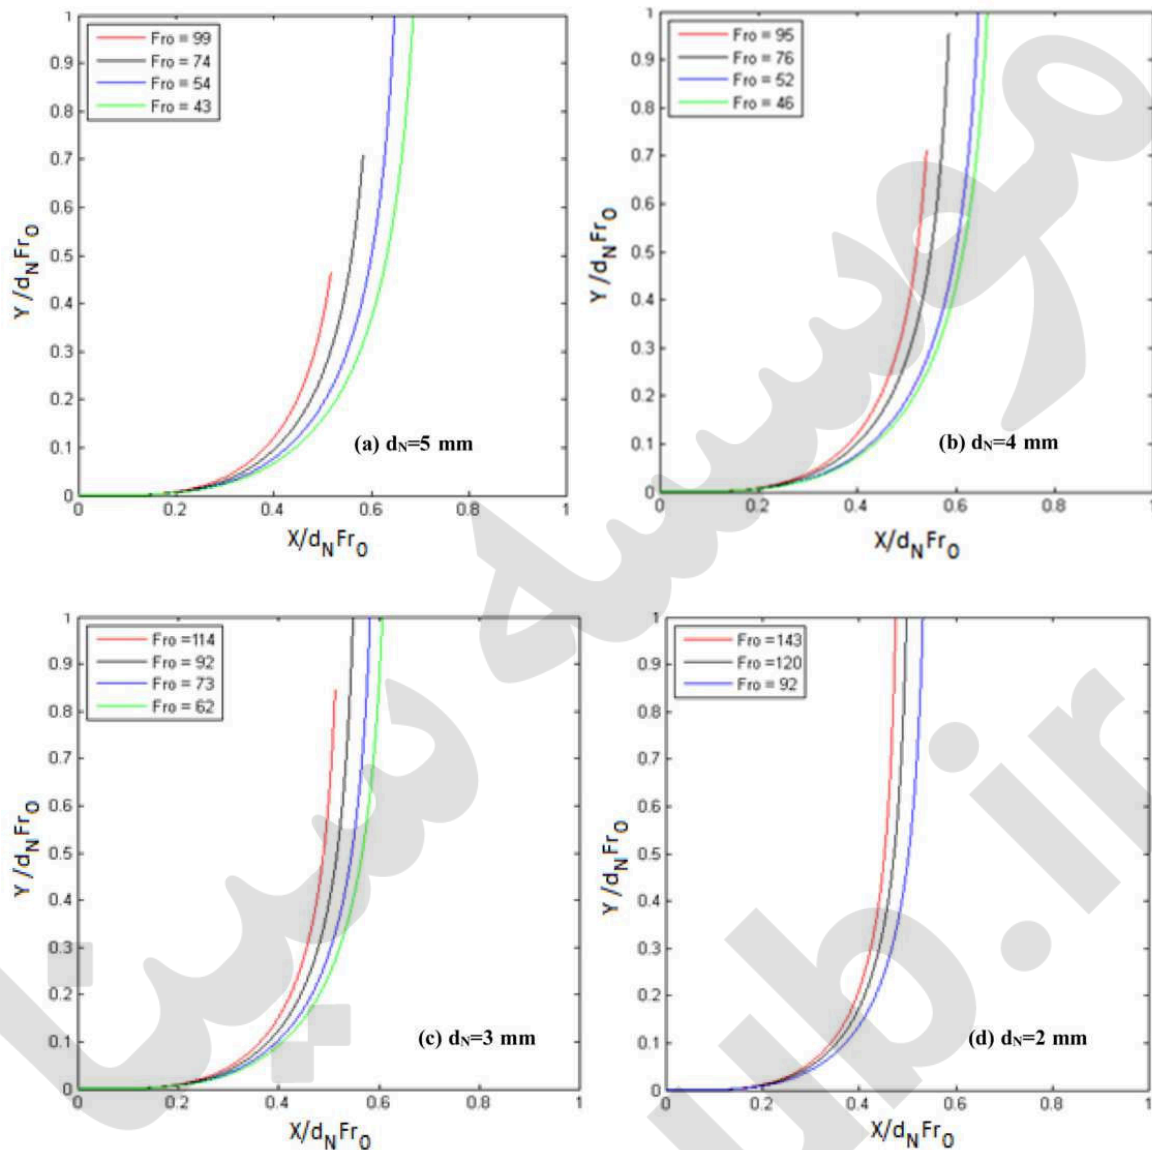 Fro = 99
Fro = 74
Fro = 54
Fro = 43
1
0.9
0.8
0.7
0.6
0.5
0.4
0.3
0.2
0.1
0
Y/dNFrO
(a) dN=5 mm
0 0.2 0.4 0.6 0.8 1
X/dNFrO
Fro = 95
Fro = 76
Fro = 52
Fro = 46
1
0.9
0.8
0.7
0.6
0.5
0.4
0.3
0.2
0.1
0
Y/dNFrO
(b) dN=4 mm
0 0.2 0.4 0.6 0.8 1
X/dNFrO
Fro =114
Fro = 92
Fro = 73
Fro = 62
1
0.9
0.8
0.7
0.6
0.5
0.4
0.3
0.2
0.1
0
Y/dNFrO
(c) dN=3 mm
0 0.2 0.4 0.6 0.8 1
X/dNFrO
Fro =143
Fro =120
Fro = 92
1
0.9
0.8
0.7
0.6
0.5
0.4
0.3
0.2
0.1
0
Y/dNFrO
(d) dN=2 mm
0 0.2 0.4 0.6 0.8 1
X/dNFrO
موسسه
ub.ir